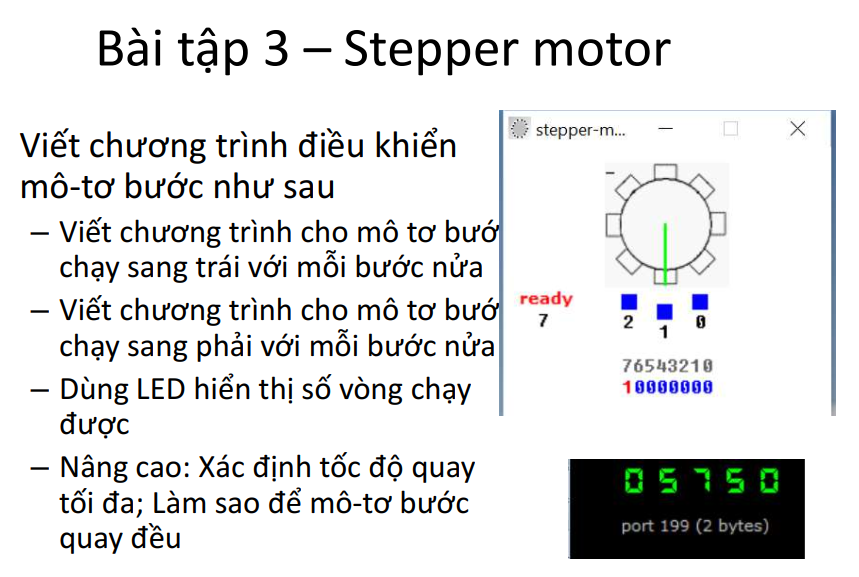 Bài tập 3 – Stepper motor
Viết chương trình điều khiển
mô-tơ bước như sau
– Viết chương trình cho mô tơ bướ
chạy sang trái với mỗi bước nửa
– Viết chương trình cho mô tơ bướ
chạy sang phải với mỗi bước nửa
– Dùng LED hiển thị số vòng chạy
được
– Nâng cao: Xác định tốc độ quay
tối đa; Làm sao để mô-tơ bước
quay đều
stepper-m...
ready
7
2
1
0
76543210
10000000
05750
port 199 (2 bytes)